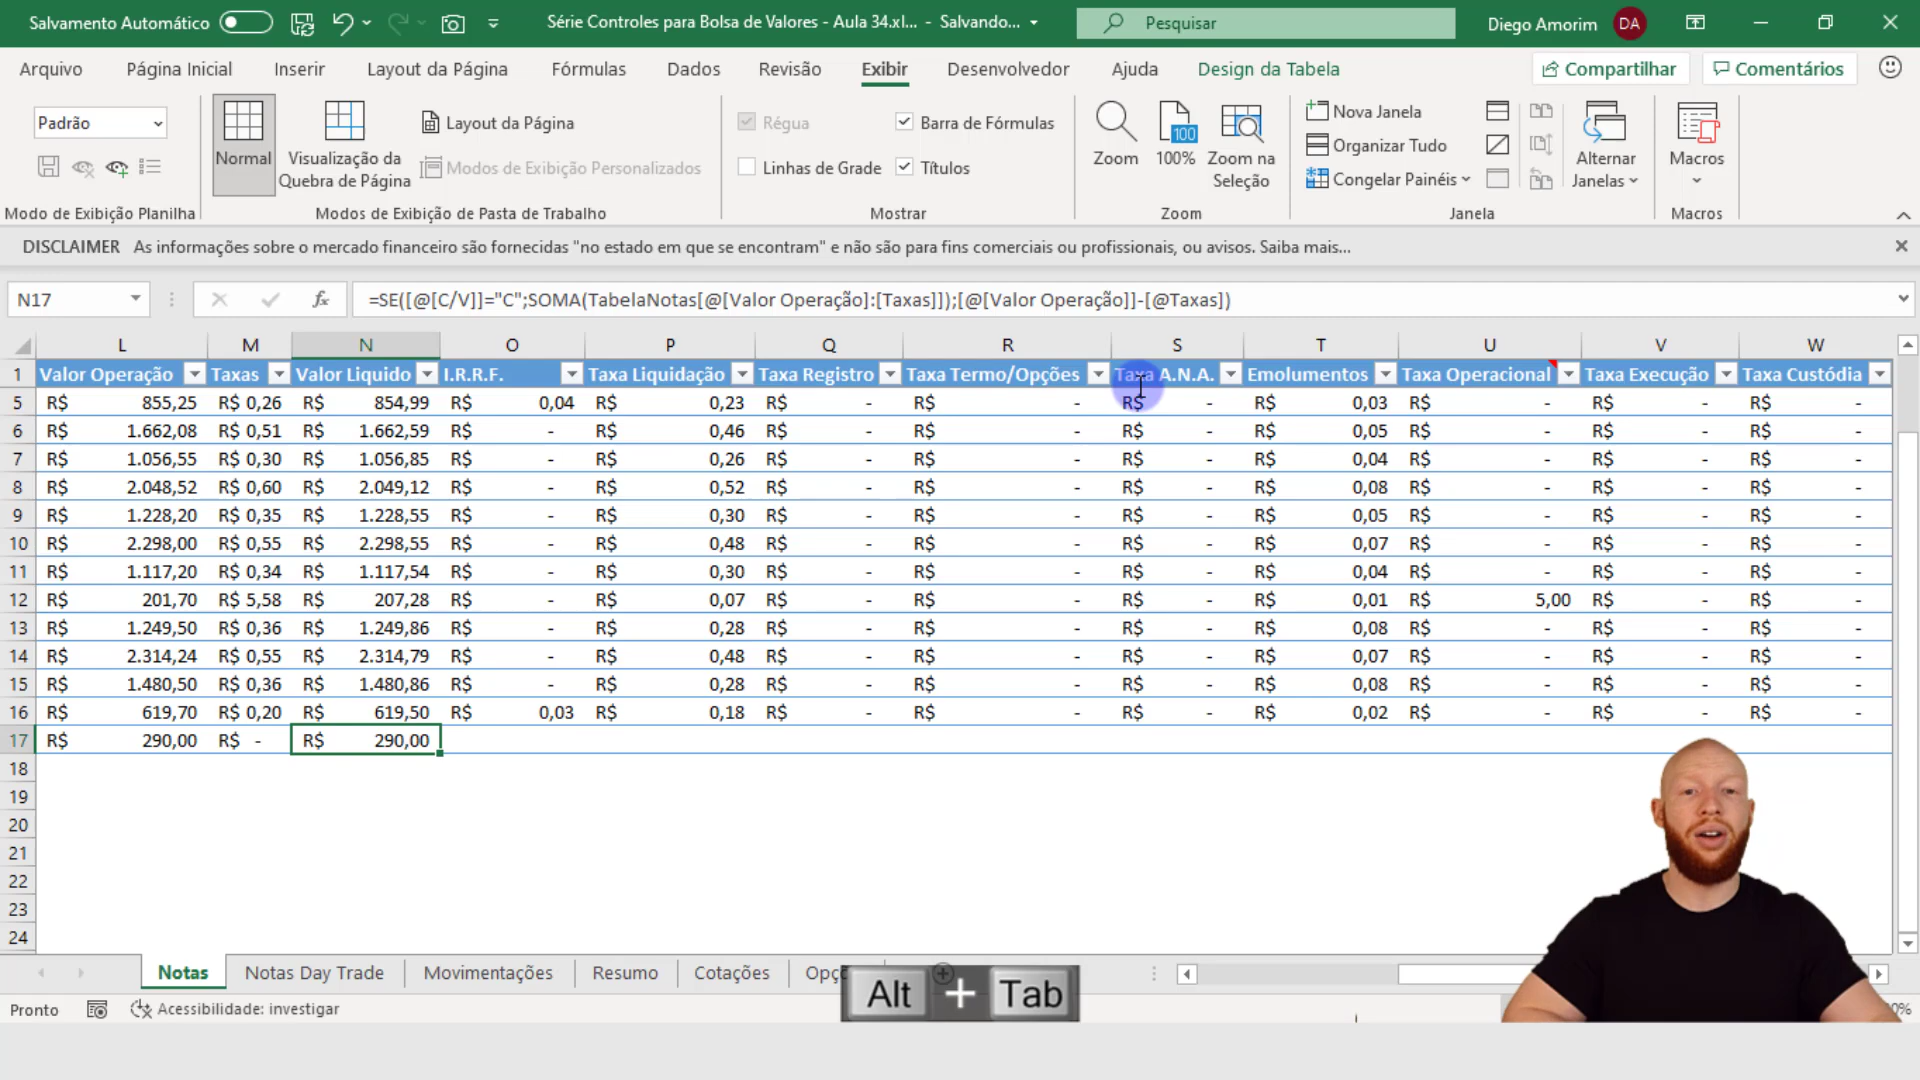 Salvamento Automático Série Controles para Bolsa de Valores - Aula 34.xl... - Salvando... Pesquisar Diego Amorim DA
Arquivo Página Inicial Inserir Layout da Página Fórmulas Dados Revisão Exibir Desenvolvedor Ajuda Design da Tabela Compartilhar Comentários
Padrão Layout da Página Régua Barra de Fórmulas 100 Nova Janela
Organizar Tudo
Normal Visualização da Quebra de Página Modos de Exibição Personalizados Linhas de Grade Títulos Zoom 100% Zoom na Seleção Congelar Painéis Alternar Janelas Macros
Modo de Exibição Planilha Modos de Exibição de Pasta de Trabalho Mostrar Zoom Janela Macros
DISCLAIMER As informações sobre o mercado financeiro são fornecidas "no estado em que se encontram" e não são para fins comerciais ou profissionais, ou avisos. Saiba mais...
N17 fx =SE([@[C/V]]="C";SOMA(TabelaNotas[@[Valor Operação]:[Taxas]]);[@[Valor Operação]]-[@Taxas])
L M N O P Q R S T U V W
1 Valor Operação Taxas Valor Liquido I.R.R.F. Taxa Liquidação Taxa Registro Taxa Termo/Opções Taxa A.N.A. Emolumentos Taxa Operacional Taxa Execução Taxa Custódia
5 R$ 855,25 R$ 0,26 R$ 854,99 R$ 0,04 R$ 0,23 R$ - R$ - R$ - R$ 0,03 R$ - R$ - R$ -
6 R$ 1.662,08 R$ 0,51 R$ 1.662,59 R$ - R$ 0,46 R$ - R$ - R$ - R$ 0,05 R$ - R$ - R$ -
7 R$ 1.056,55 R$ 0,30 R$ 1.056,85 R$ - R$ 0,26 R$ - R$ - R$ - R$ 0,04 R$ - R$ - R$ -
8 R$ 2.048,52 R$ 0,60 R$ 2.049,12 R$ - R$ 0,52 R$ - R$ - R$ - R$ 0,08 R$ - R$ - R$ -
9 R$ 1.228,20 R$ 0,35 R$ 1.228,55 R$ - R$ 0,30 R$ - R$ - R$ - R$ 0,05 R$ - R$ - R$ -
10 R$ 2.298,00 R$ 0,55 R$ 2.298,55 R$ - R$ 0,48 R$ - R$ - R$ - R$ 0,07 R$ - R$ - R$ -
11 R$ 1.117,20 R$ 0,34 R$ 1.117,54 R$ - R$ 0,30 R$ - R$ - R$ - R$ 0,04 R$ - R$ - R$ -
12 R$ 201,70 R$ 5,58 R$ 207,28 R$ - R$ 0,07 R$ - R$ - R$ - R$ 0,01 R$ 5,00 R$ - R$ -
13 R$ 1.249,50 R$ 0,36 R$ 1.249,86 R$ - R$ 0,28 R$ - R$ - R$ - R$ 0,08 R$ - R$ - R$ -
14 R$ 2.314,24 R$ 0,55 R$ 2.314,79 R$ - R$ 0,48 R$ - R$ - R$ - R$ 0,07 R$ - R$ - R$ -
15 R$ 1.480,50 R$ 0,36 R$ 1.480,86 R$ - R$ 0,28 R$ - R$ - R$ - R$ 0,08 R$ - R$ - R$ -
16 R$ 619,70 R$ 0,20 R$ 619,50 R$ 0,03 R$ 0,18 R$ - R$ - R$ - R$ 0,02 R$ - R$ - R$ -
17 R$ 290,00 R$ - R$ 290,00
18
19
20
21
22
23
24
Notas Notas Day Trade Movimentações Resumo Cotações
Alt + Tab
Pronto Acessibilidade: investigar